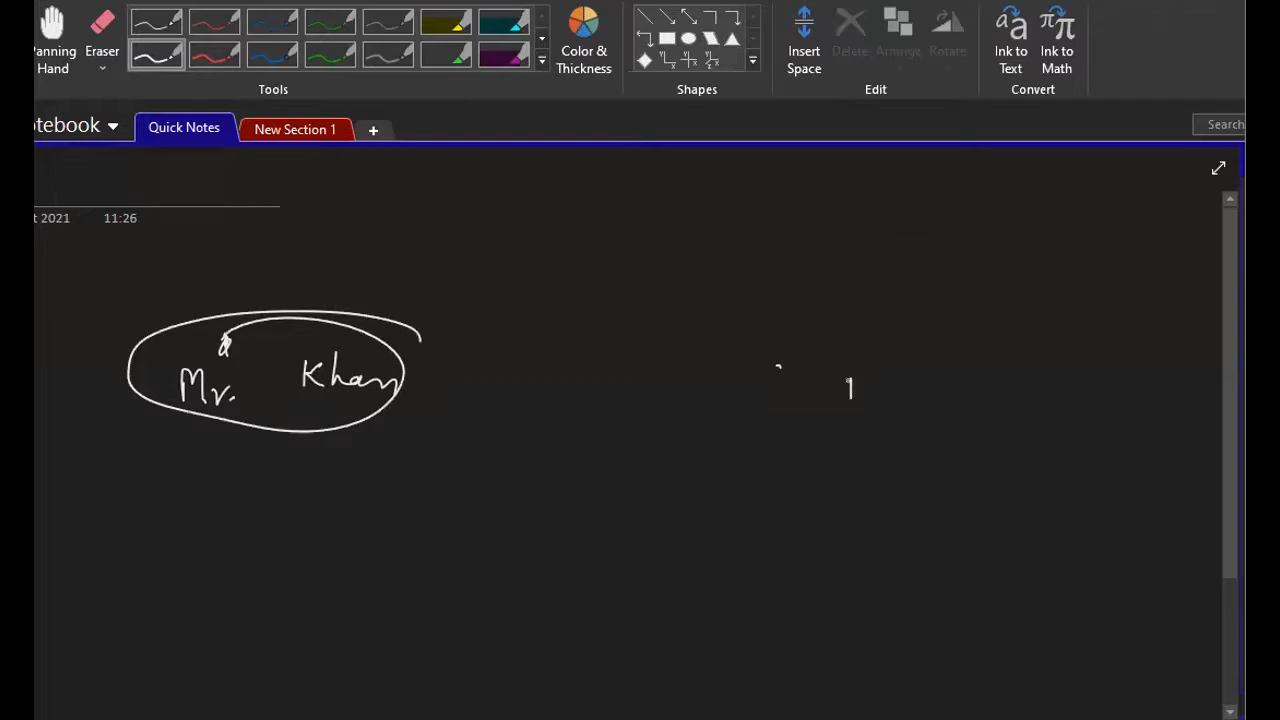 Panning Hand
Eraser
Color & Thickness
Insert Space
Delete
Arrange
Rotate
Ink to Text
Ink to Math
Tools
Shapes
Edit
Convert
tebook
Quick Notes
New Section 1
+
Search
2021 11:26
Mr. Khan